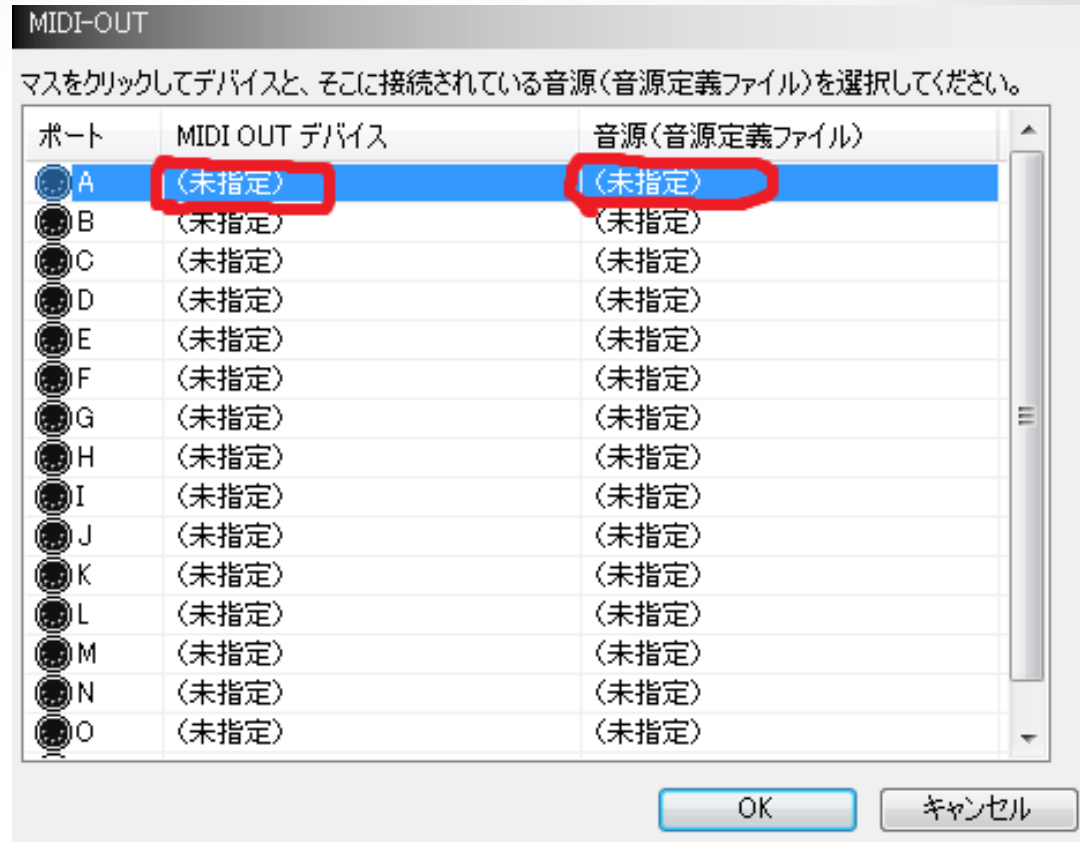 MIDI-OUT
マスをクリックしてデバイスと、そこに接続されている音源(音源定義ファイル)を選択してください。
ポート MIDI OUT デバイス 音源(音源定義ファイル)
A (未指定) (未指定)
B (未指定) (未指定)
C (未指定) (未指定)
D (未指定) (未指定)
E (未指定) (未指定)
F (未指定) (未指定)
G (未指定) (未指定)
H (未指定) (未指定)
I (未指定) (未指定)
J (未指定) (未指定)
K (未指定) (未指定)
L (未指定) (未指定)
M (未指定) (未指定)
N (未指定) (未指定)
O (未指定) (未指定)
OK キャンセル